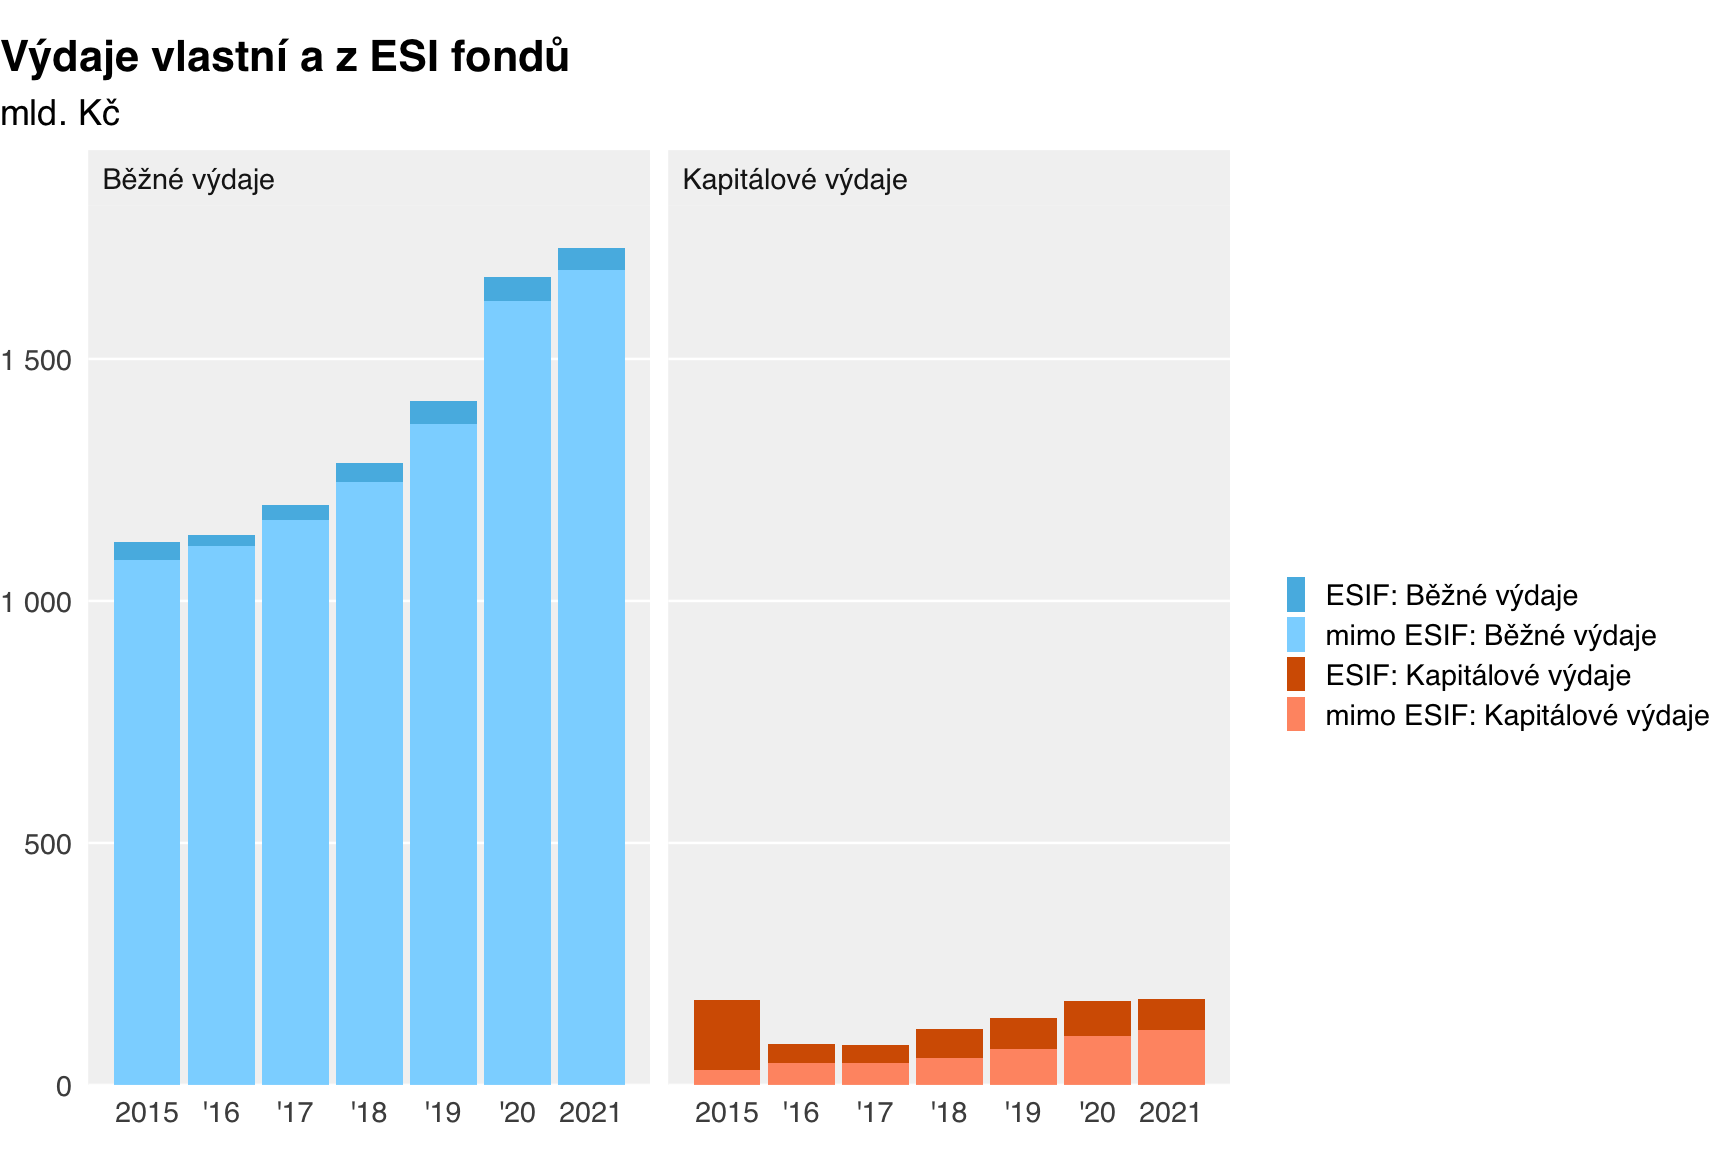 Výdaje vlastní a z ESI fondů
mld. Kč
Běžné výdaje
Kapitálové výdaje
1 500
1 000
500
0
2015 '16 '17 '18 '19 '20 2021
2015 '16 '17 '18 '19 '20 2021
ESIF: Běžné výdaje
mimo ESIF: Běžné výdaje
ESIF: Kapitálové výdaje
mimo ESIF: Kapitálové výdaje